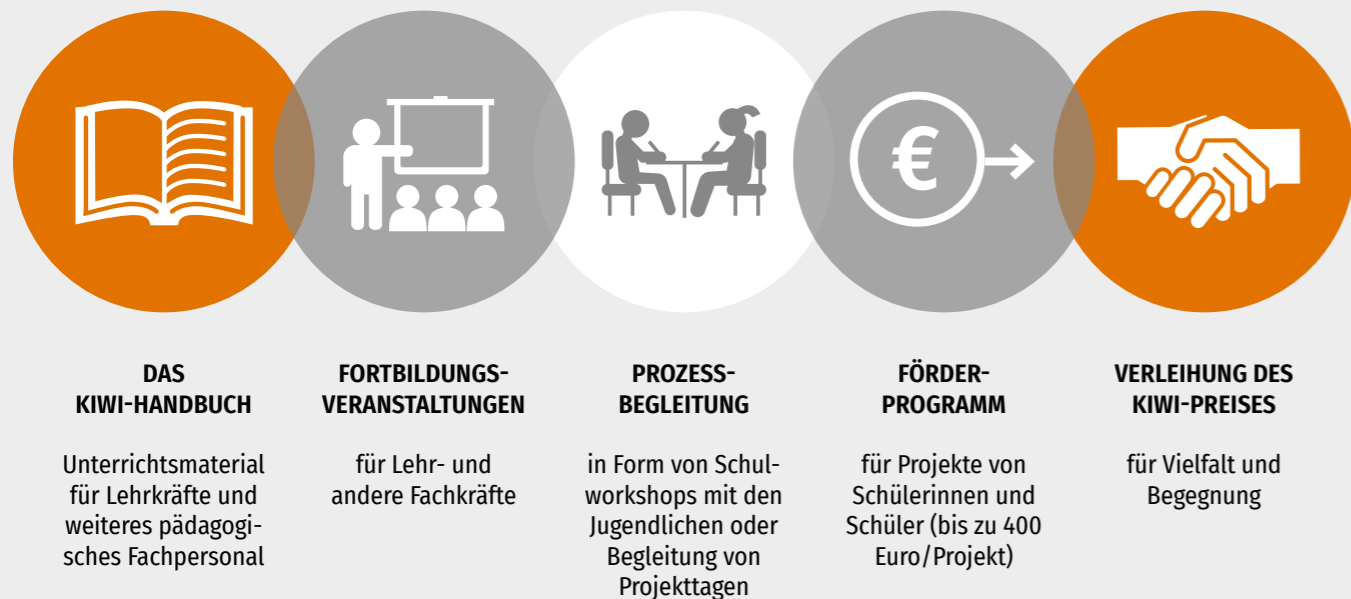 €
DAS
KIWI-HANDBUCH
Unterrichtsmaterial
für Lehrkräfte und
weiteres pädagogi-
sches Fachpersonal
FORTBILDUNGS-
VERANSTALTUNGEN
für Lehr- und
andere Fachkräfte
PROZESS-
BEGLEITUNG
in Form von Schul-
workshops mit den
Jugendlichen oder
Begleitung von
Projekttagen
FÖRDER-
PROGRAMM
für Projekte von
Schülerinnen und
Schüler (bis zu 400
Euro/Projekt)
VERLEIHUNG DES
KIWI-PREISES
für Vielfalt und
Begegnung